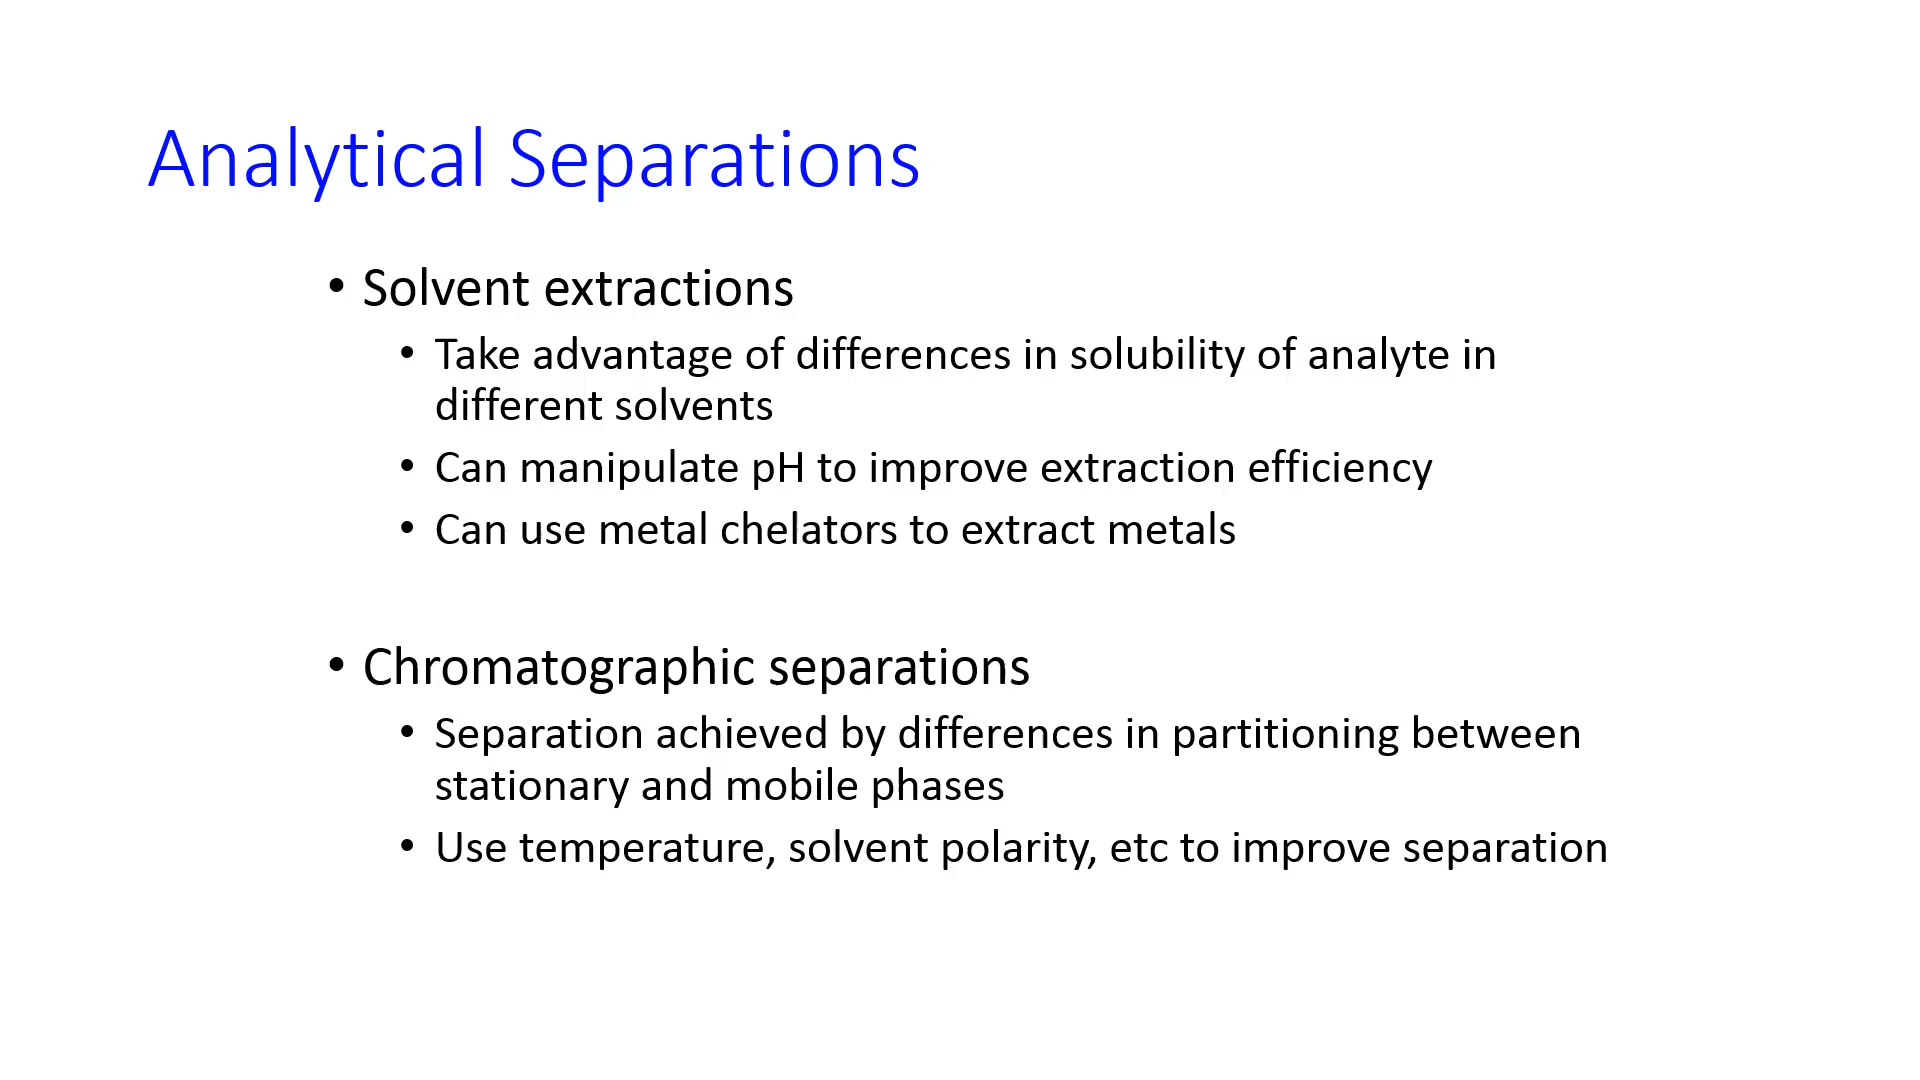 Analytical Separations
• Solvent extractions
• Take advantage of differences in solubility of analyte in
different solvents
• Can manipulate pH to improve extraction efficiency
• Can use metal chelators to extract metals
• Chromatographic separations
• Separation achieved by differences in partitioning between
stationary and mobile phases
• Use temperature, solvent polarity, etc to improve separation